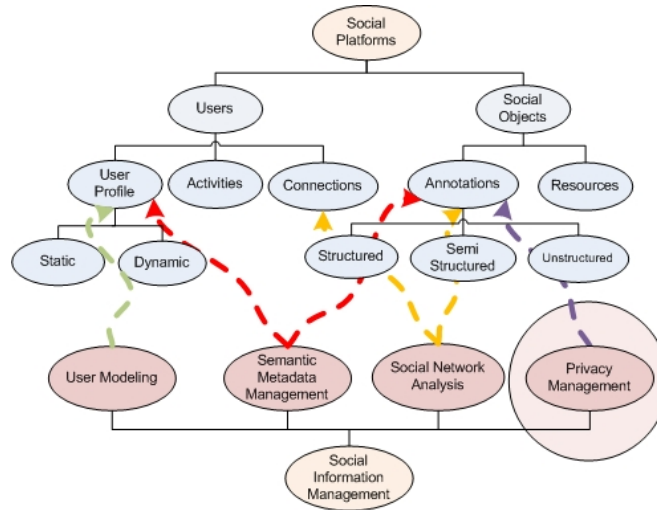 Social
Platforms
Users
Social
Objects
User
Profile
Activities
Connections
Annotations
Resources
Static
Dynamic
Structured
Semi
Structured
Unstructured
User Modeling
Semantic
Metadata
Management
Social Network
Analysis
Privacy
Management
Social
Information
Management